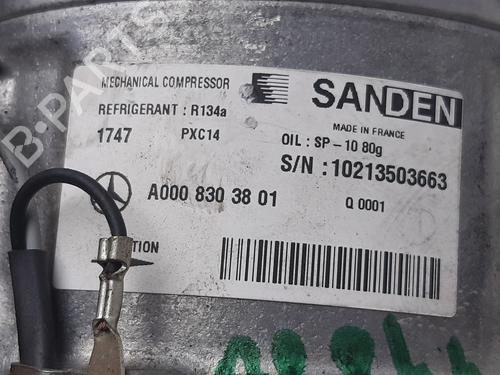 B-PARTS
MECHANICAL COMPRESSOR
SANDEN
REFRIGERANT : R134a
MADE IN FRANCE
1747 PXC14
OIL : SP-10 80g
S/N :10213503663
A000 830 38 01
Q 0001